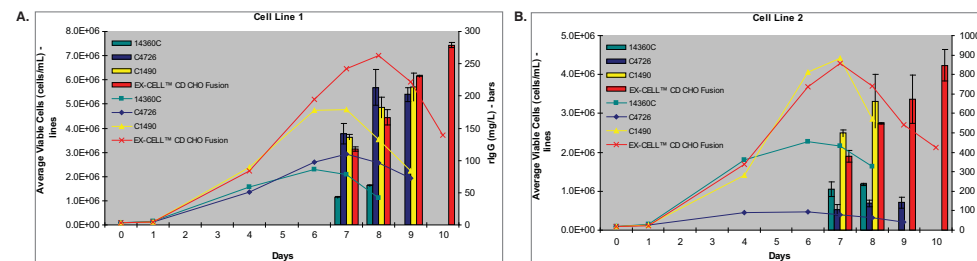 A.
Cell Line 1
Average Viable Cells (cells/mL) -
lines
8.0E+06
7.0E+06
6.0E+06
5.0E+06
4.0E+06
3.0E+06
2.0E+06
1.0E+06
0.0E+00
14360C
C4726
C1490
EX-CELL™ CD CHO Fusion
14360C
C4726
C1490
EX-CELL™ CD CHO Fusion
300
250
200
150
100
50
0
rIgG (mg/L) - bars
0 1 2 3 4 6 7 8 9 10
Days
B.
Cell Line 2
Average Viable Cells (cells/mL) -
lines
5.0E+06
4.0E+06
3.0E+06
2.0E+06
1.0E+06
0.0E+00
14360C
C4726
C1490
EX-CELL™ CD CHO Fusion
14360C
C4726
C1490
EX-CELL™ CD CHO Fusion
1000
900
800
700
600
500
400
300
200
100
0
0 1 2 3 4 6 7 8 9 10
Days